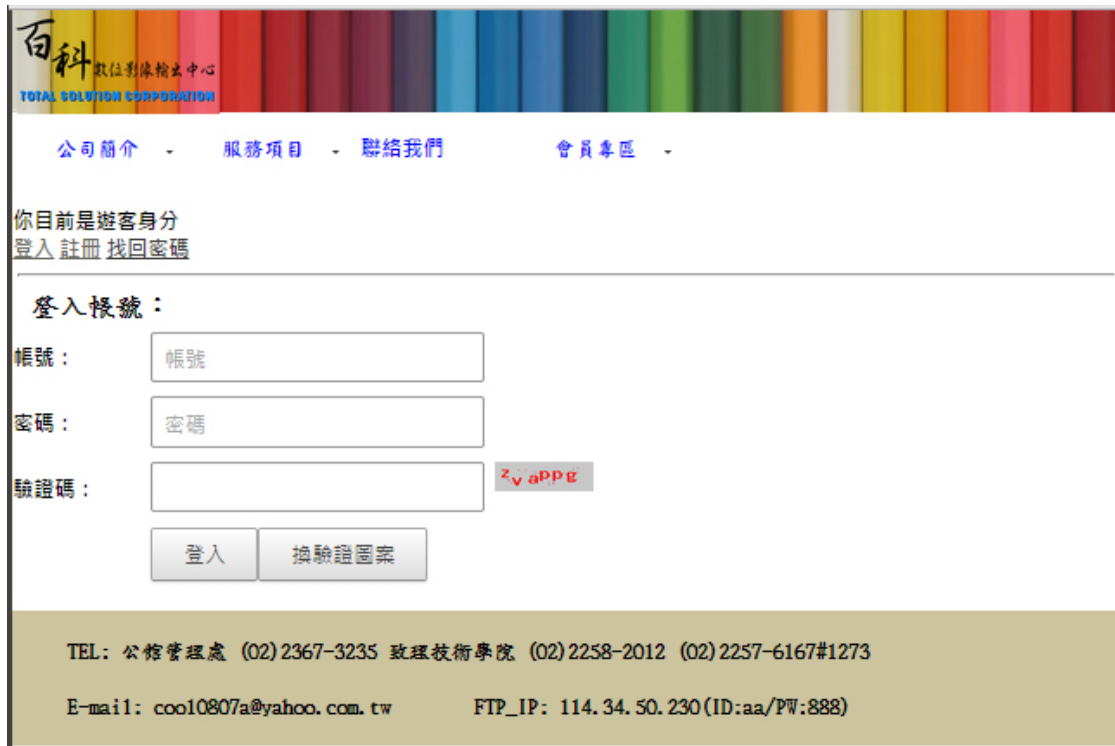 百科數位影像輸出中心
TOTAL SOLUTION CORPORATION
公司簡介 服務項目 聯絡我們 會員專區
你目前是遊客身分
登入 註冊 找回密碼
登入帳號：
帳號： 帳號
密碼： 密碼
驗證碼： zvappg
登入 換驗證圖案
TEL: 公館管理處 (02)2367-3235 致理技術學院 (02)2258-2012 (02)2257-6167#1273
E-mail: coo10807a@yahoo.com.tw FTP_IP: 114.34.50.230(ID:aa/PW:888)